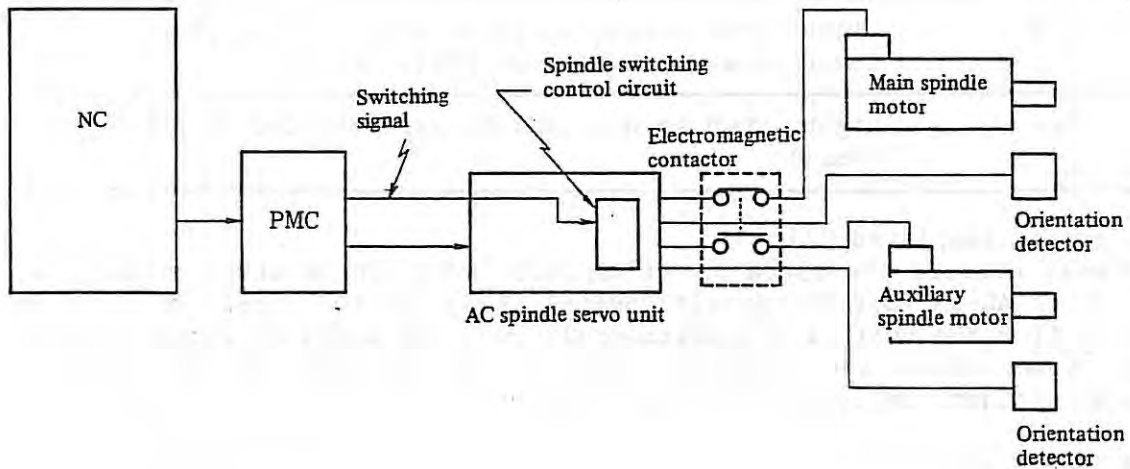 NC
Switching
signal
PMC
Spindle switching
control circuit
Electromagnetic
contactor
AC spindle servo unit
Main spindle
motor
Orientation
detector
Auxiliary
spindle motor
Orientation
detector